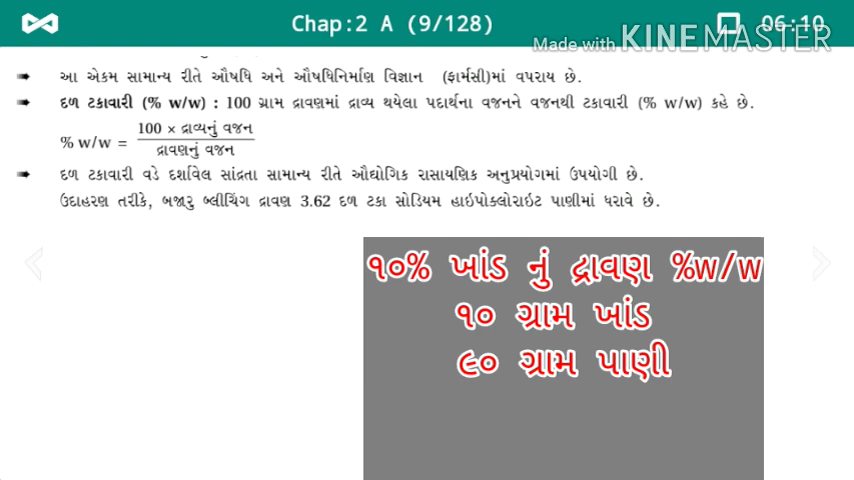 Chap:2 A (9/128)
06:10
Made with KINEMASTER
➠ આ એકમ સામાન્ય રીતે ઔષધિ અને ઔષધિનિર્માણ વિજ્ઞાન (ફાર્મસી)માં વપરાય છે.
➠ દળ ટકાવારી (% w/w) : 100 ગ્રામ દ્રાવણમાં દ્રાવ્ય થયેલા પદાર્થના વજનને વજનથી ટકાવારી (% w/w) કહે છે.
% w/w = 100 × દ્રાવ્યનું વજન
દ્રાવણનું વજન
➠ દળ ટકાવારી વડે દર્શાવેલ સાંદ્રતા સામાન્ય રીતે ઔદ્યોગિક રાસાયણિક અનુપ્રયોગમાં ઉપયોગી છે.
ઉદાહરણ તરીકે, બજારુ બ્લીચિંગ દ્રાવણ 3.62 દળ ટકા સોડિયમ હાઇપોક્લોરાઇટ પાણીમાં ધરાવે છે.
૧૦% ખાંડ નું દ્રાવણ %w/w
૧૦ ગ્રામ ખાંડ
૯૦ ગ્રામ પાણી